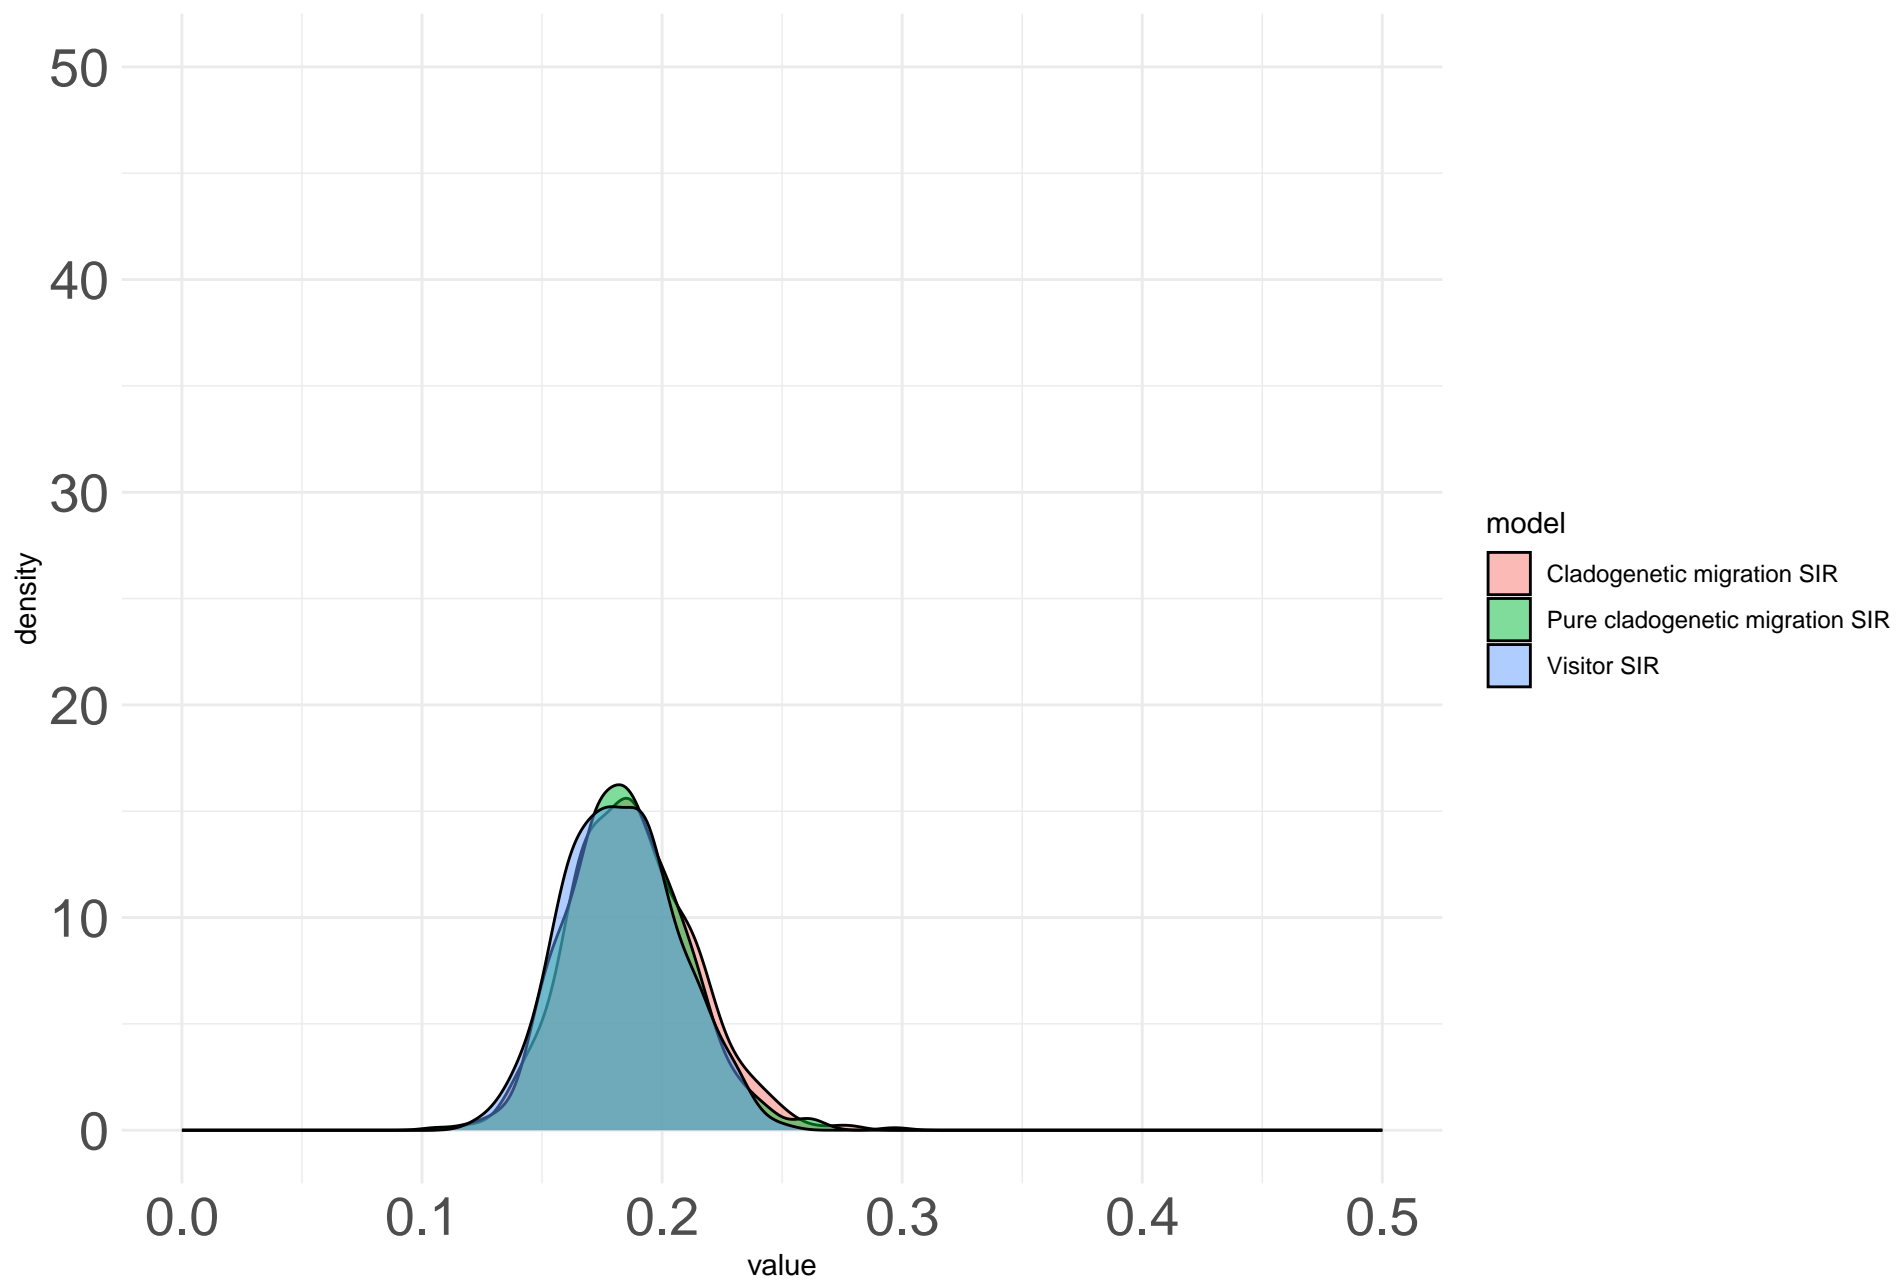 50
40
30
20
10
0
density
0.0 0.1 0.2 0.3 0.4 0.5
value
model
Cladogenetic migration SIR
Pure cladogenetic migration SIR
Visitor SIR